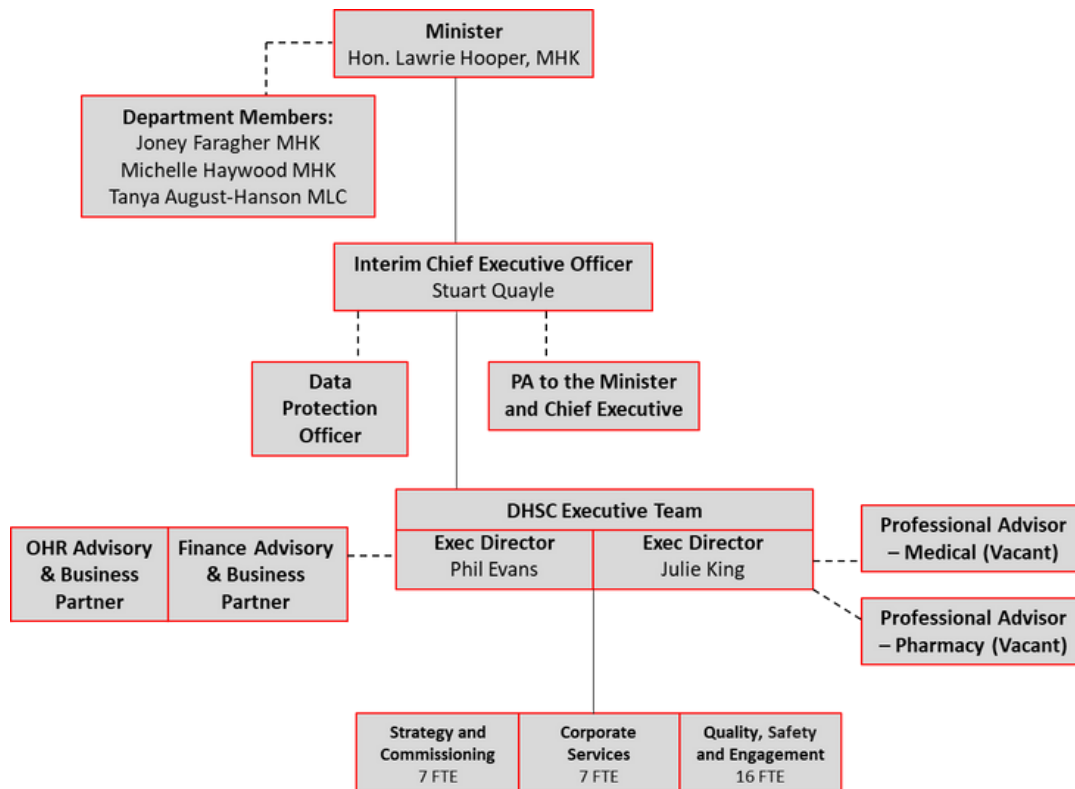 Minister
Hon. Lawrie Hooper, MHK
Department Members:
Joney Faragher MHK
Michelle Haywood MHK
Tanya August-Hanson MLC
Interim Chief Executive Officer
Stuart Quayle
Data
Protection
Officer
PA to the Minister
and Chief Executive
DHSC Executive Team
Exec Director
Phil Evans
Exec Director
Julie King
OHR Advisory
& Business
Partner
Finance Advisory
& Business
Partner
Professional Advisor
– Medical (Vacant)
Professional Advisor
– Pharmacy (Vacant)
Strategy and
Commissioning
7 FTE
Corporate
Services
7 FTE
Quality, Safety
and Engagement
16 FTE